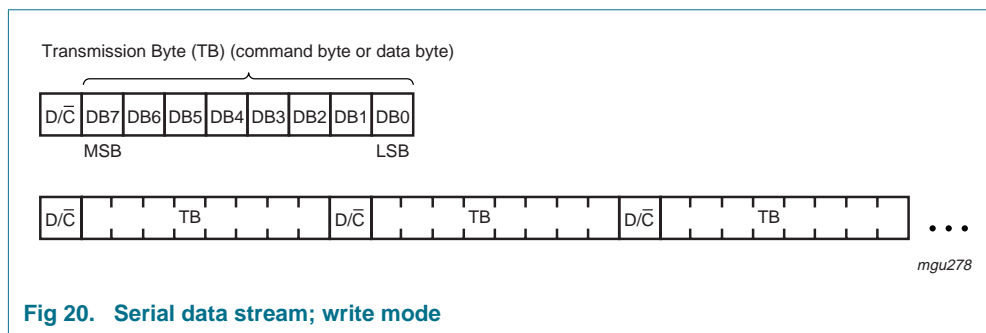 Transmission Byte (TB) (command byte or data byte)
D/C̅ DB7 DB6 DB5 DB4 DB3 DB2 DB1 DB0
MSB LSB
D/C̅ TB D/C̅ TB D/C̅ TB
mgu278
Fig 20. Serial data stream; write mode